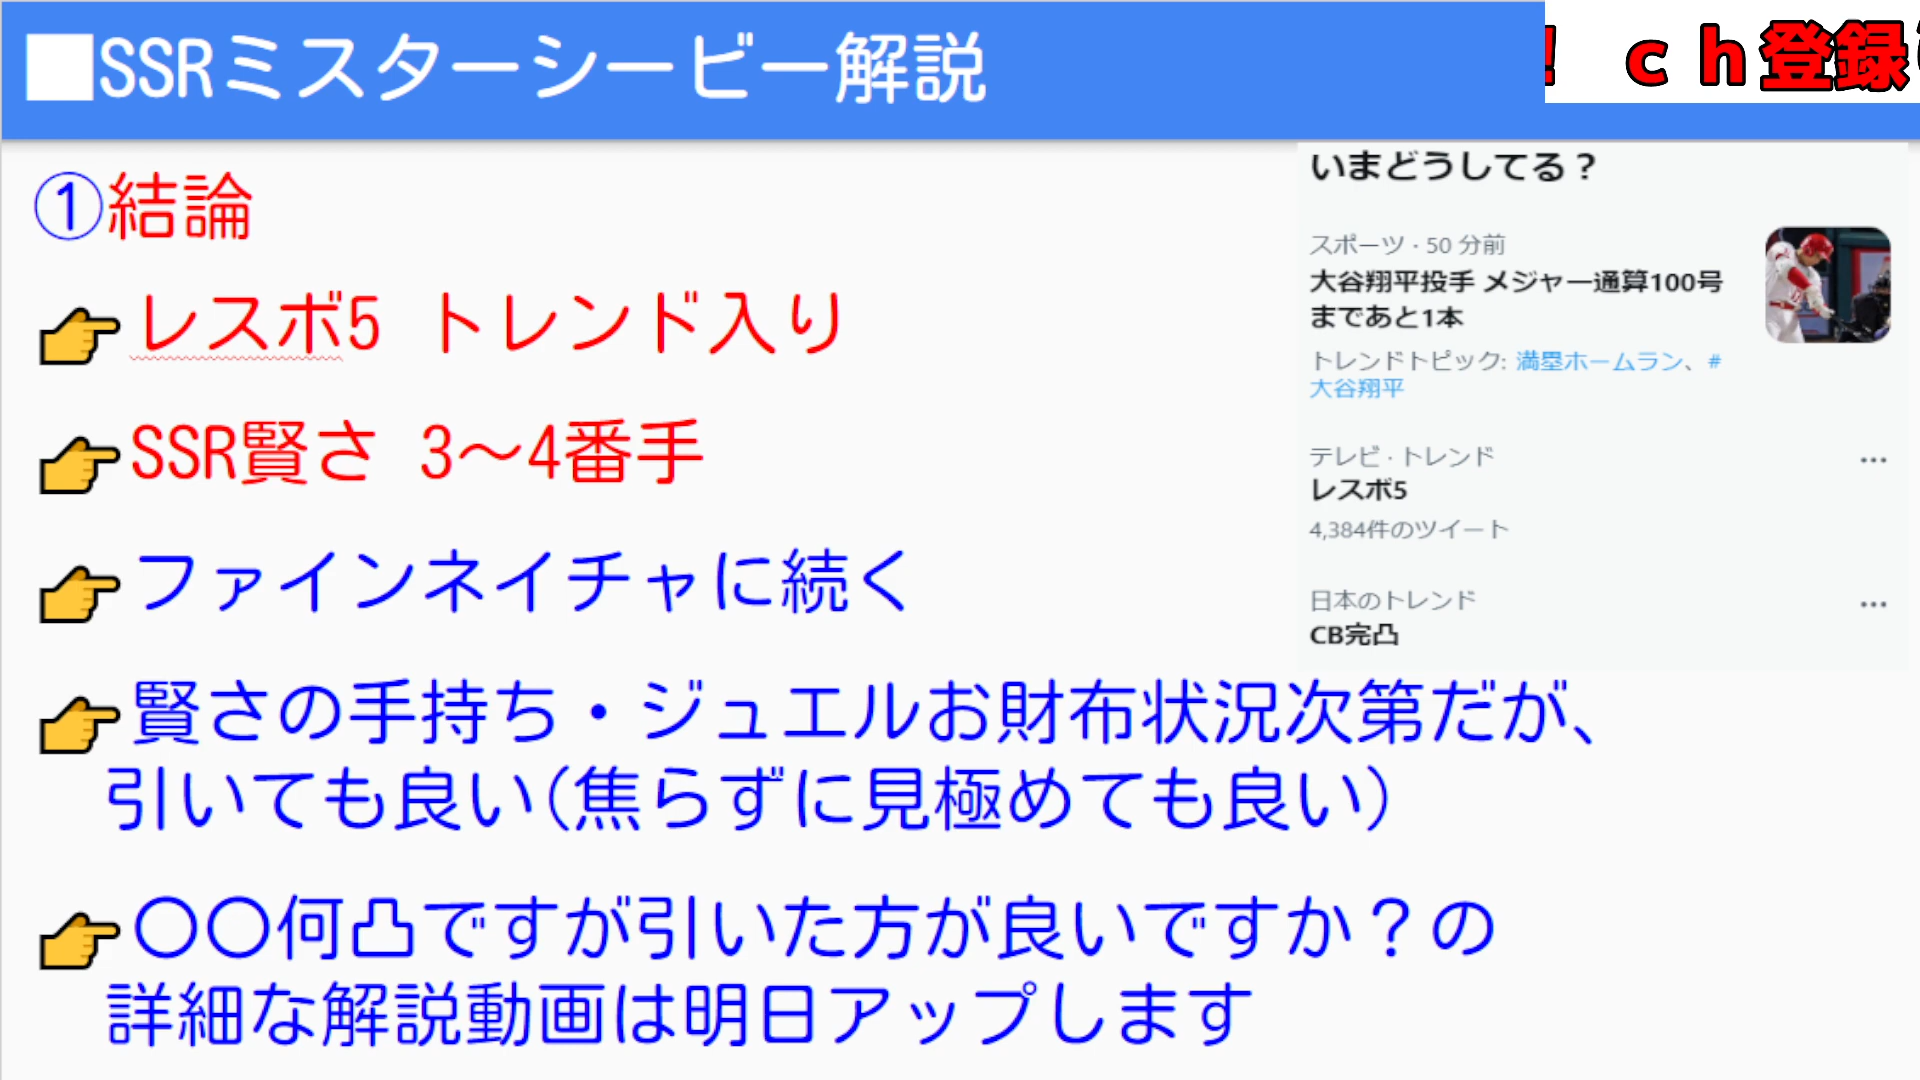 ■SSRミスターシービー解説
！ｃｈ登録
①結論
👉レスボ5 トレンド入り
👉SSR賢さ 3～4番手
👉ファインネイチャに続く
👉賢さの手持ち・ジュエルお財布状況次第だが、
引いても良い(焦らずに見極めても良い)
👉〇〇何凸ですが引いた方が良いですか？の
詳細な解説動画は明日アップします
いまどうしてる？
スポーツ · 50 分前
大谷翔平投手 メジャー通算100号
まであと1本
トレンドトピック: 満塁ホームラン、#
大谷翔平
テレビ · トレンド
レスボ5
4,384件のツイート
日本のトレンド
CB完凸